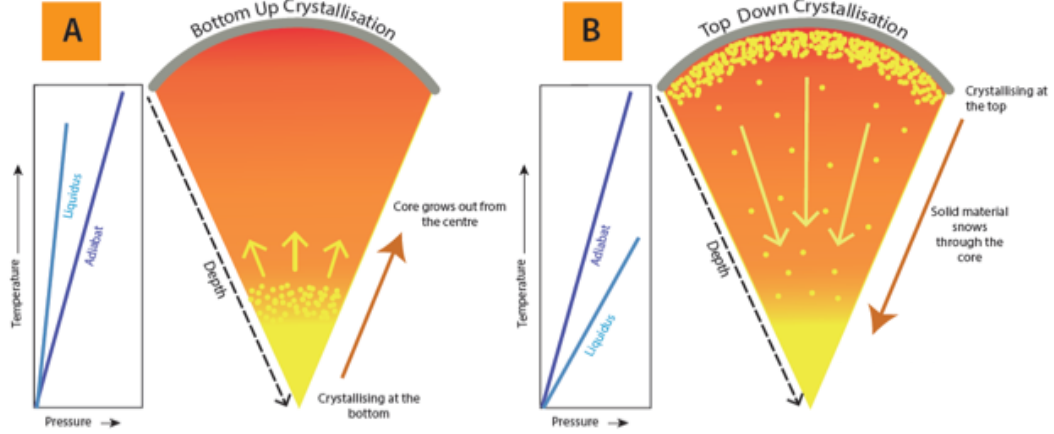 A
Bottom Up Crystallisation
Temperature
Liquidus
Adiabat
Pressure
Depth
Core grows out from
the centre
Crystallising at the
bottom
B
Top Down Crystallisation
Temperature
Adiabat
Liquidus
Pressure
Depth
Crystallising at
the top
Solid material
snows
through the
core